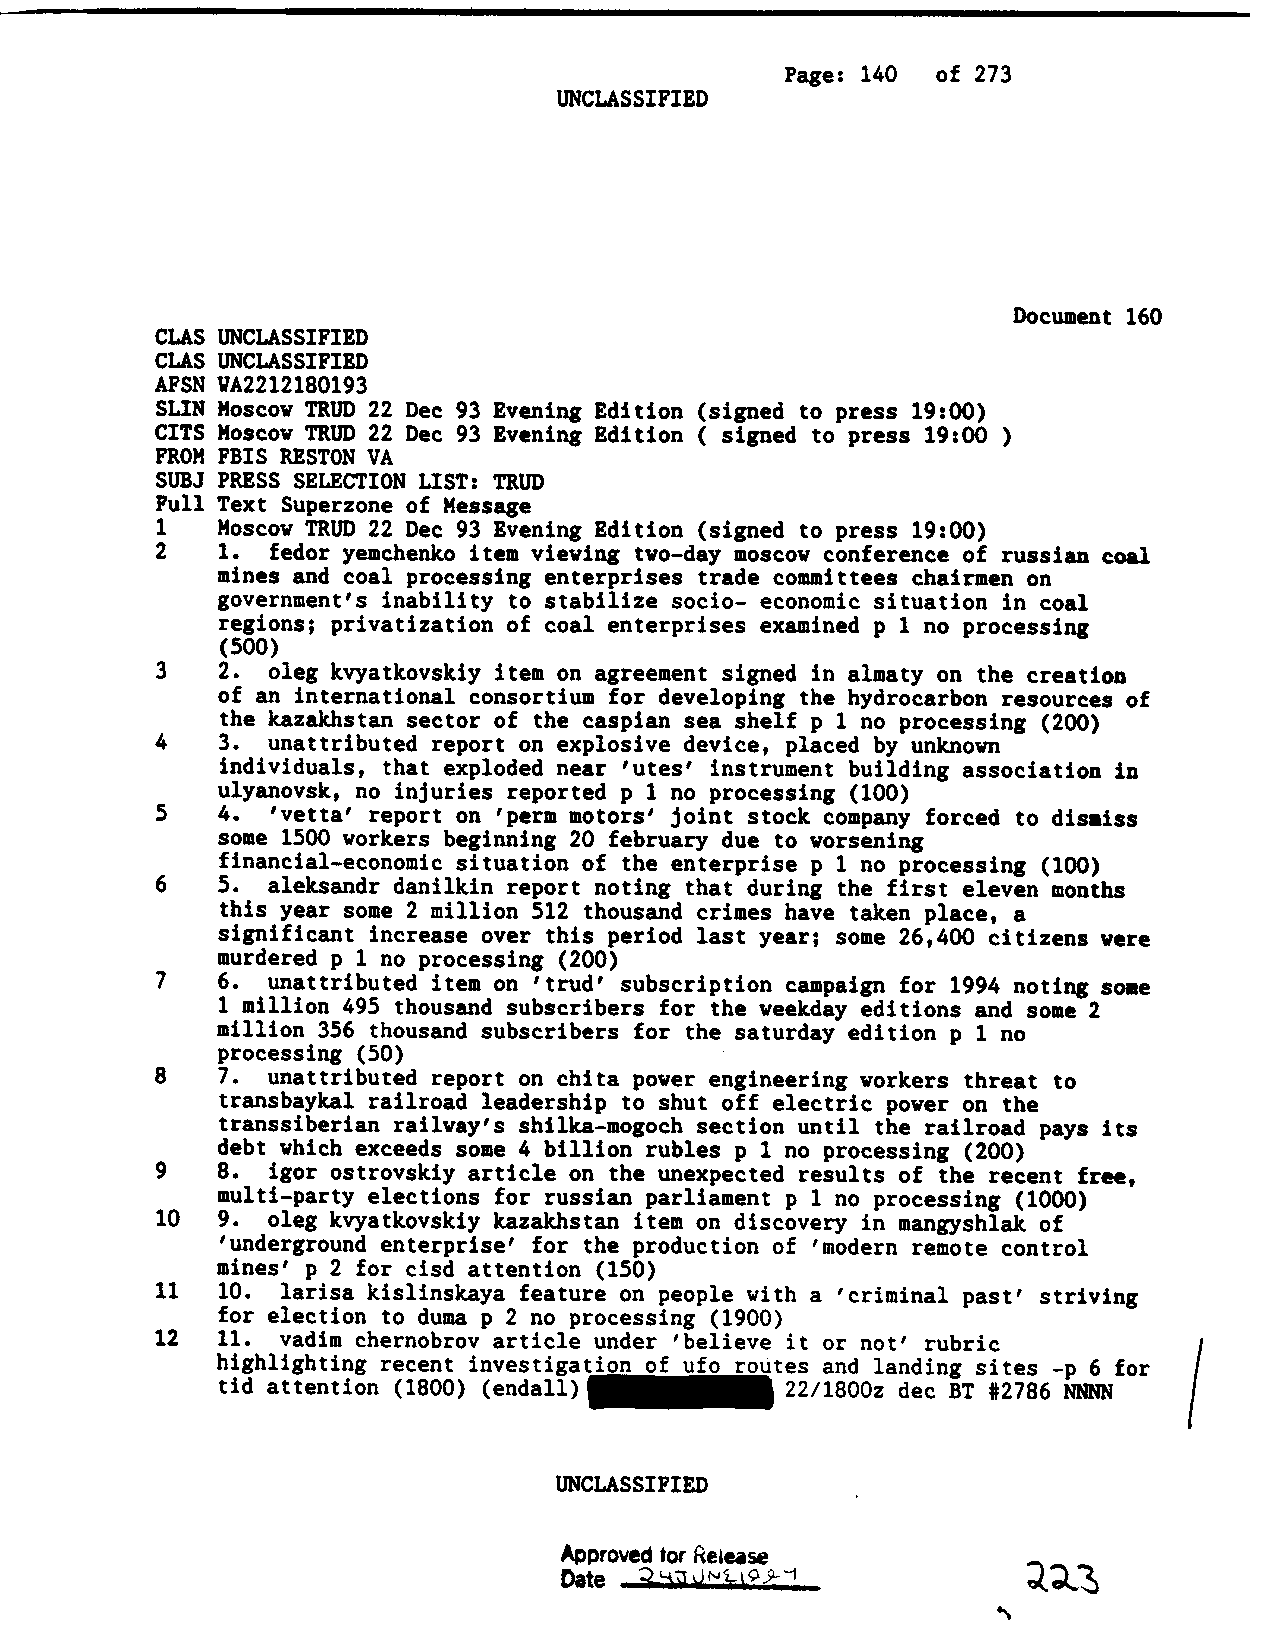 Page: 140 of 273
UNCLASSIFIED
Document 160
CLAS UNCLASSIFIED
CLAS UNCLASSIFIED
AFSN WA2212180193
SLIN Moscow TRUD 22 Dec 93 Evening Edition (signed to press 19:00)
CITS Moscow TRUD 22 Dec 93 Evening Edition ( signed to press 19:00 )
FROM FBIS RESTON VA
SUBJ PRESS SELECTION LIST: TRUD
Full Text Superzone of Message
1 Moscow TRUD 22 Dec 93 Evening Edition (signed to press 19:00)
2 1. fedor yemchenko item viewing two-day moscow conference of russian coal
mines and coal processing enterprises trade committees chairmen on
government's inability to stabilize socio- economic situation in coal
regions; privatization of coal enterprises examined p 1 no processing
(500)
3 2. oleg kvyatkovskiy item on agreement signed in almaty on the creation
of an international consortium for developing the hydrocarbon resources of
the kazakhstan sector of the caspian sea shelf p 1 no processing (200)
4 3. unattributed report on explosive device, placed by unknown
individuals, that exploded near 'utes' instrument building association in
ulyanovsk, no injuries reported p 1 no processing (100)
5 4. 'vetta' report on 'perm motors' joint stock company forced to dismiss
some 1500 workers beginning 20 february due to worsening
financial-economic situation of the enterprise p 1 no processing (100)
6 5. aleksandr danilkin report noting that during the first eleven months
this year some 2 million 512 thousand crimes have taken place, a
significant increase over this period last year; some 26,400 citizens were
murdered p 1 no processing (200)
7 6. unattributed item on 'trud' subscription campaign for 1994 noting some
1 million 495 thousand subscribers for the weekday editions and some 2
million 356 thousand subscribers for the saturday edition p 1 no
processing (50)
8 7. unattributed report on chita power engineering workers threat to
transbaykal railroad leadership to shut off electric power on the
transsiberian railway's shilka-mogoch section until the railroad pays its
debt which exceeds some 4 billion rubles p 1 no processing (200)
9 8. igor ostrovskiy article on the unexpected results of the recent free,
multi-party elections for russian parliament p 1 no processing (1000)
10 9. oleg kvyatkovskiy kazakhstan item on discovery in mangyshlak of
'underground enterprise' for the production of 'modern remote control
mines' p 2 for cisd attention (150)
11 10. larisa kislinskaya feature on people with a 'criminal past' striving
for election to duma p 2 no processing (1900)
12 11. vadim chernobrov article under 'believe it or not' rubric
highlighting recent investigation of ufo routes and landing sites -p 6 for
tid attention (1800) (endall) 22/1800z dec BT #2786 NNNN
UNCLASSIFIED
Approved for Release
Date 24 JUNE 1994
223